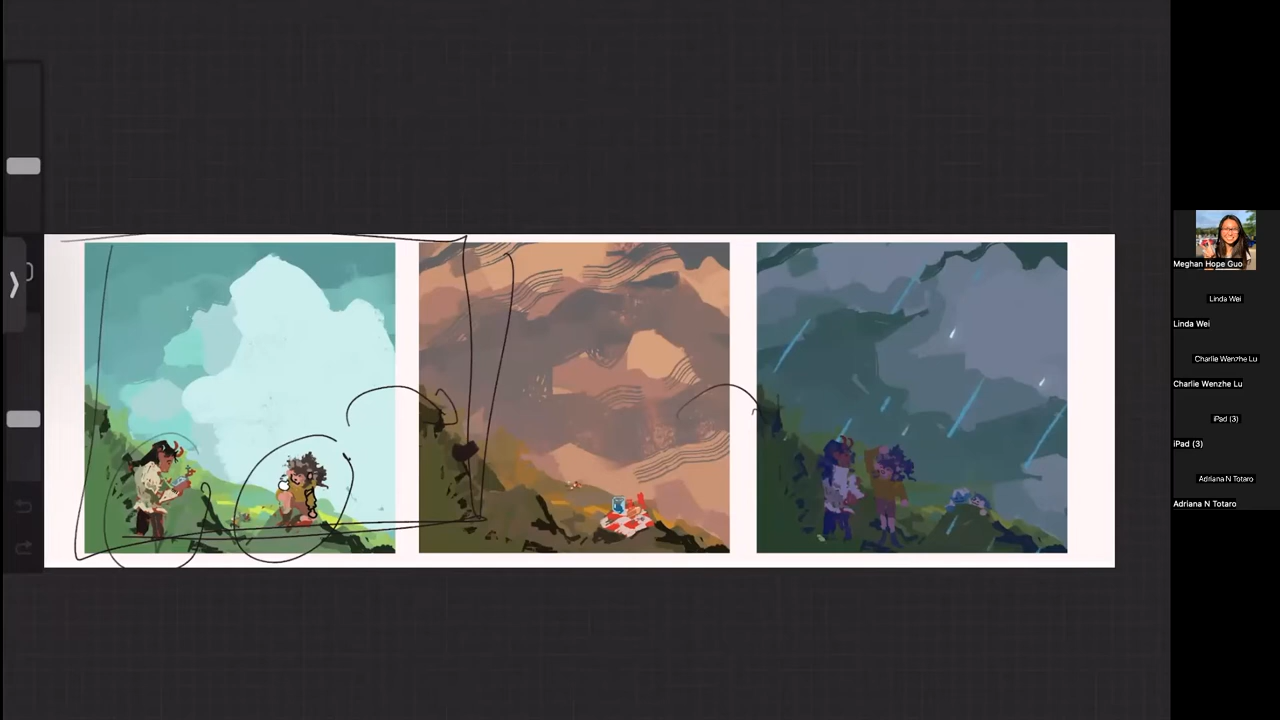 Meghan Hope Guo
Linda Wei
Linda Wei
Charlie Wenzhe Lu
Charlie Wenzhe Lu
iPad (3)
iPad (3)
Adriana N Totaro
Adriana N Totaro